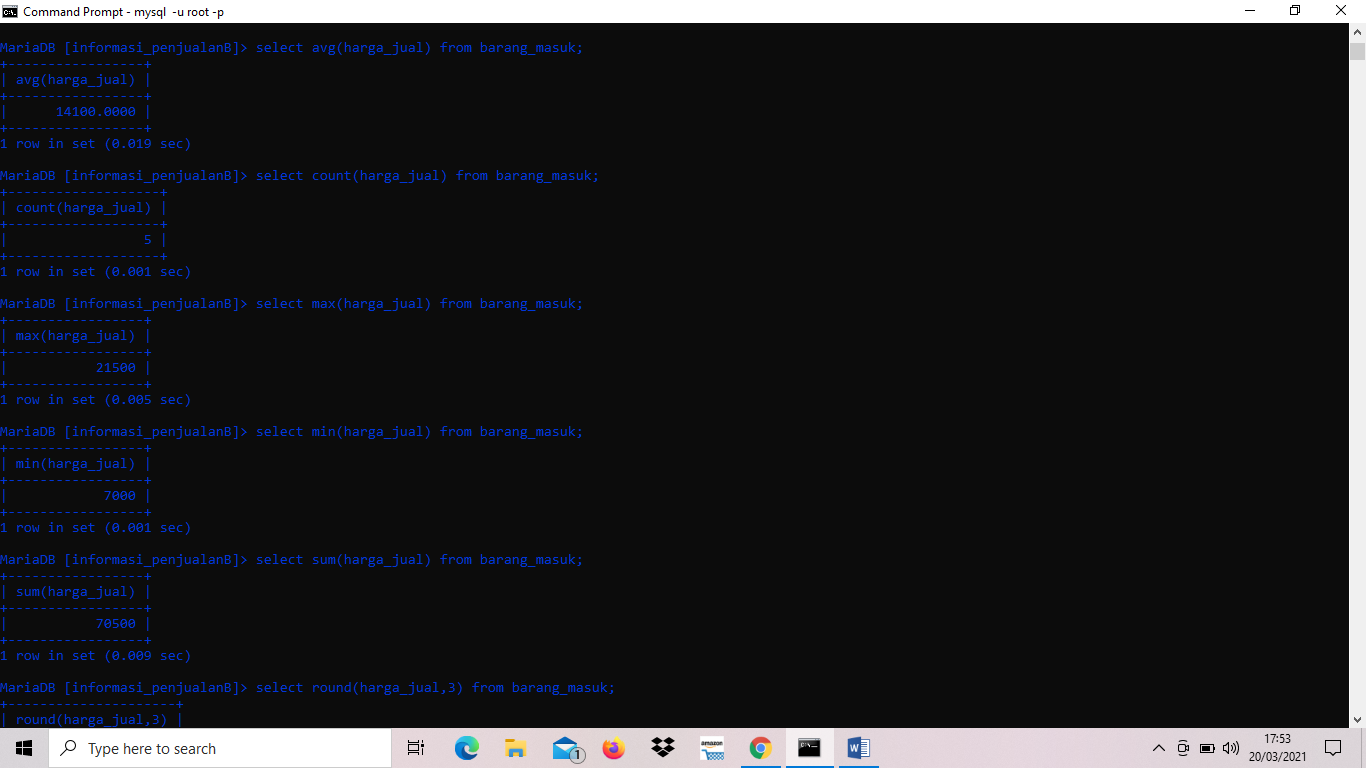 Command Prompt - mysql -u root -p
MariaDB [informasi_penjualanB]> select avg(harga_jual) from barang_masuk;
+-----------------+
| avg(harga_jual) |
+-----------------+
|      14100.0000 |
+-----------------+
1 row in set (0.019 sec)
MariaDB [informasi_penjualanB]> select count(harga_jual) from barang_masuk;
+-------------------+
| count(harga_jual) |
+-------------------+
|                 5 |
+-------------------+
1 row in set (0.001 sec)
MariaDB [informasi_penjualanB]> select max(harga_jual) from barang_masuk;
+-----------------+
| max(harga_jual) |
+-----------------+
|           21500 |
+-----------------+
1 row in set (0.005 sec)
MariaDB [informasi_penjualanB]> select min(harga_jual) from barang_masuk;
+-----------------+
| min(harga_jual) |
+-----------------+
|            7000 |
+-----------------+
1 row in set (0.001 sec)
MariaDB [informasi_penjualanB]> select sum(harga_jual) from barang_masuk;
+-----------------+
| sum(harga_jual) |
+-----------------+
|           70500 |
+-----------------+
1 row in set (0.009 sec)
MariaDB [informasi_penjualanB]> select round(harga_jual,3) from barang_masuk;
+---------------------+
| round(harga_jual,3) |
Type here to search
1
amazon
17:53
20/03/2021